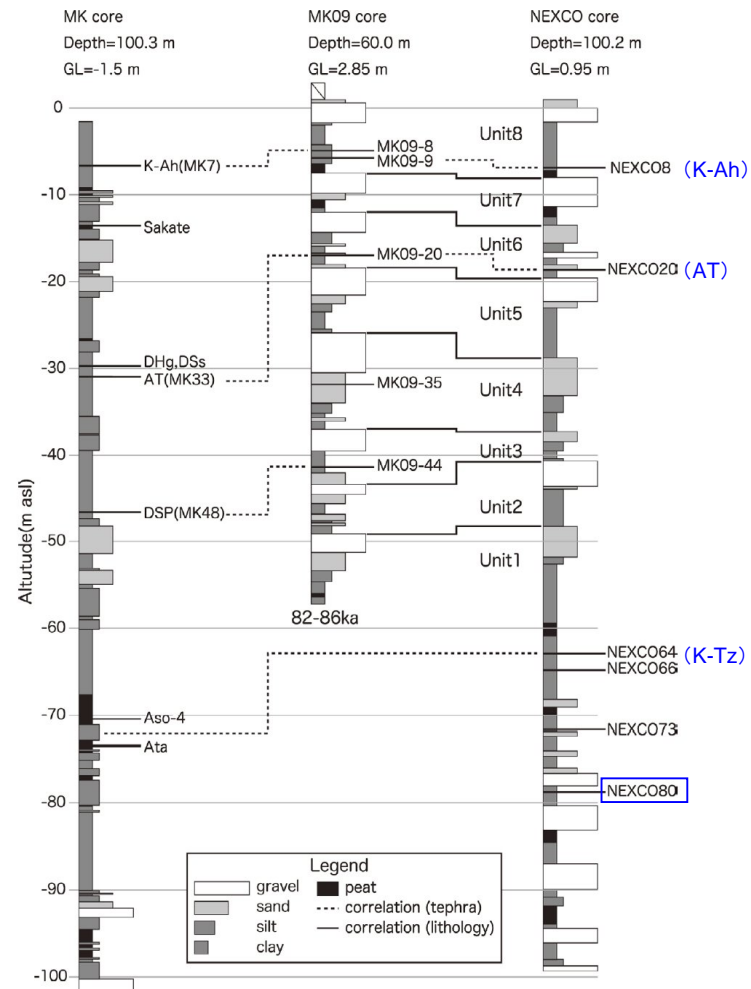 MK core
Depth=100.3 m
GL=-1.5 m
MK09 core
Depth=60.0 m
GL=2.85 m
NEXCO core
Depth=100.2 m
GL=0.95 m
Altutude(m asl)
0
-10
-20
-30
-40
-50
-60
-70
-80
-90
-100
K-Ah(MK7)
Sakate
DHg,DSs
AT(MK33)
DSP(MK48)
Aso-4
Ata
MK09-8
MK09-9
MK09-20
MK09-35
MK09-44
82-86ka
Unit8
Unit7
Unit6
Unit5
Unit4
Unit3
Unit2
Unit1
NEXCO8 (K-Ah)
NEXCO20 (AT)
NEXCO64 (K-Tz)
NEXCO66
NEXCO73
NEXCO80
Legend
gravel
sand
silt
clay
peat
correlation (tephra)
correlation (lithology)